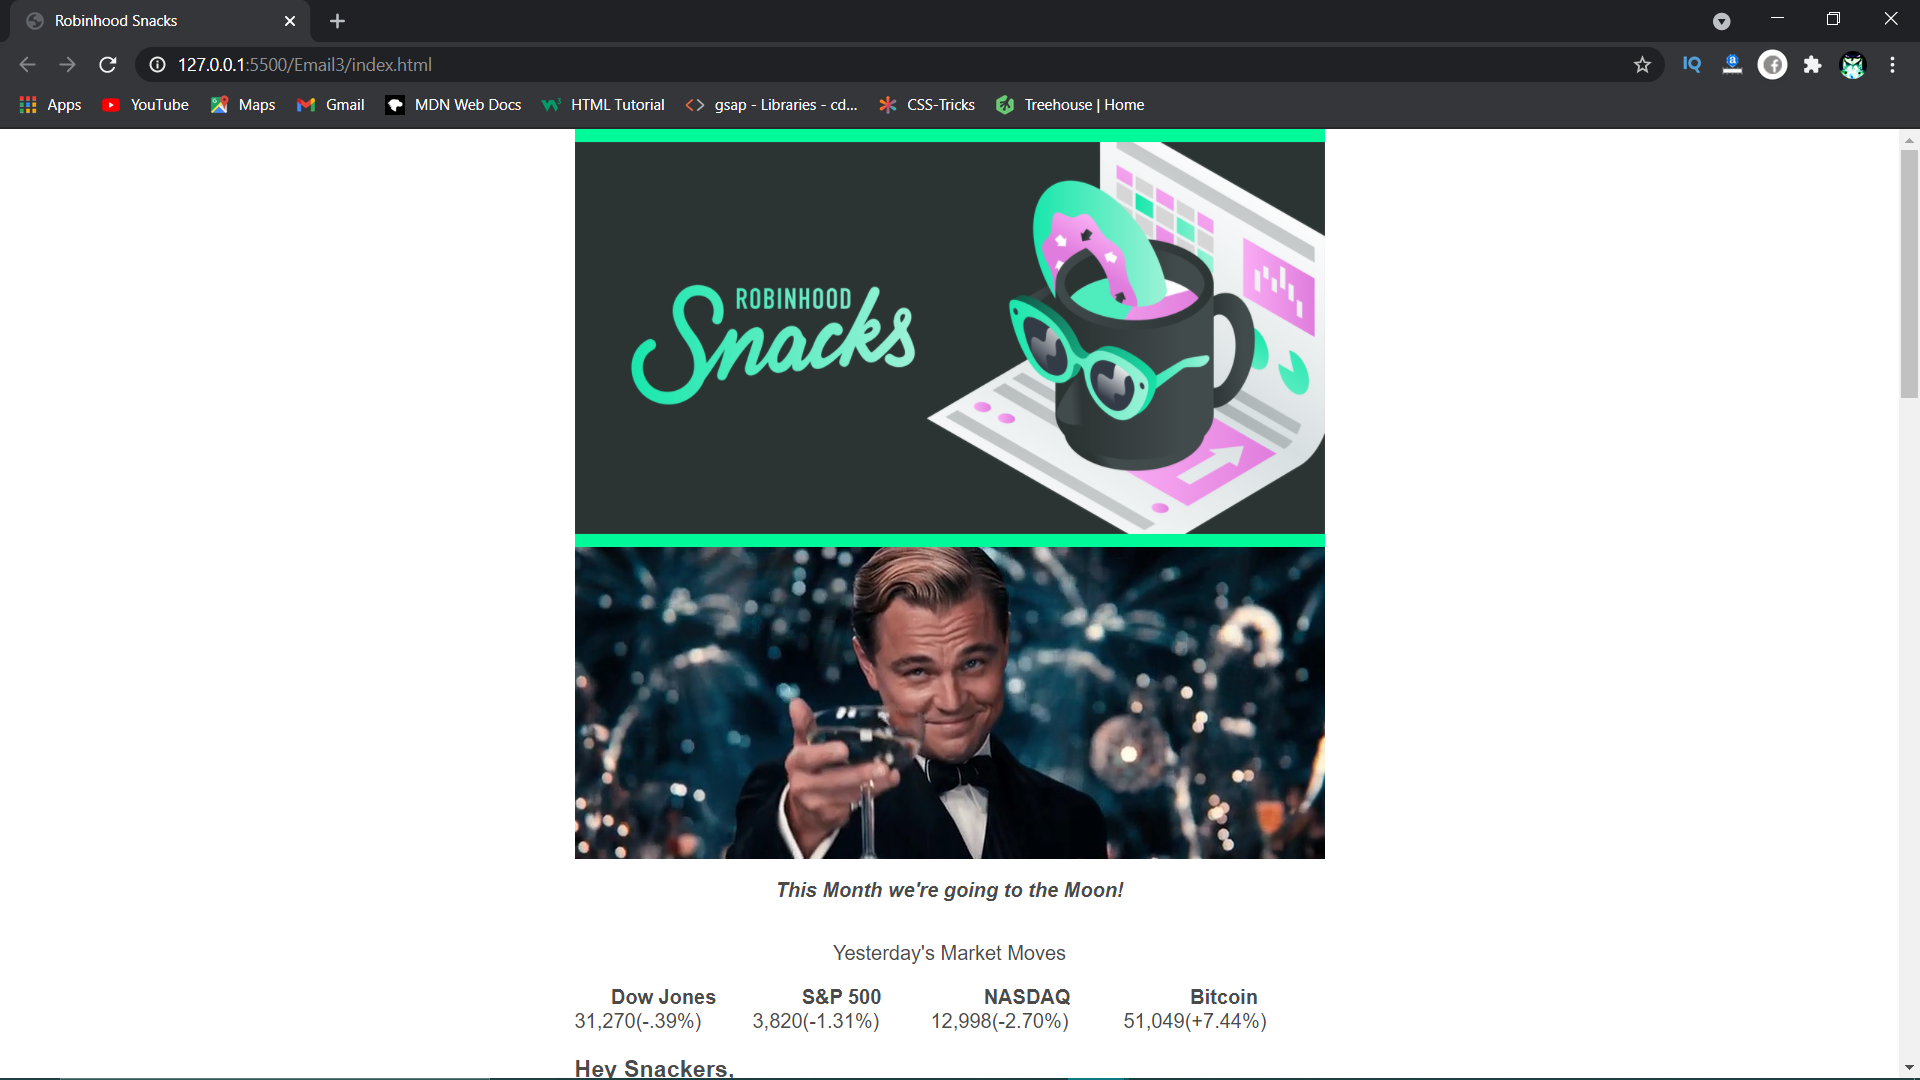 Robinhood Snacks
127.0.0.1:5500/Email3/index.html
IQ
Apps YouTube Maps Gmail MDN Web Docs HTML Tutorial gsap - Libraries - cd... CSS-Tricks Treehouse | Home
ROBINHOOD
Snacks
This Month we're going to the Moon!
Yesterday's Market Moves
Dow Jones S&P 500 NASDAQ Bitcoin
31,270(-.39%) 3,820(-1.31%) 12,998(-2.70%) 51,049(+7.44%)
Hey Snackers,